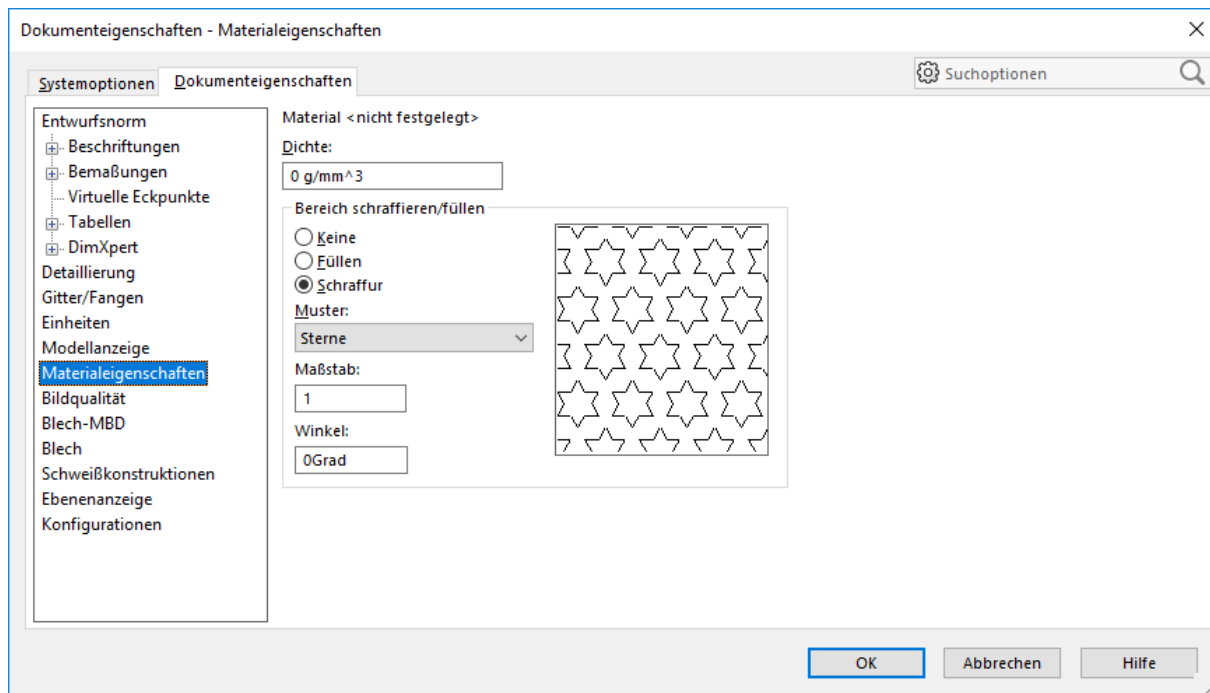 Dokumenteigenschaften - Materialeigenschaften
Systemoptionen
Dokumenteigenschaften
Suchoptionen
Entwurfsnorm
Beschriftungen
Bemaßungen
Virtuelle Eckpunkte
Tabellen
DimXpert
Detaillierung
Gitter/Fangen
Einheiten
Modellanzeige
Materialeigenschaften
Bildqualität
Blech-MBD
Blech
Schweißkonstruktionen
Ebenenanzeige
Konfigurationen
Material <nicht festgelegt>
Dichte:
0 g/mm^3
Bereich schraffieren/füllen
Keine
Füllen
Schraffur
Muster:
Sterne
Maßstab:
1
Winkel:
0Grad
OK
Abbrechen
Hilfe